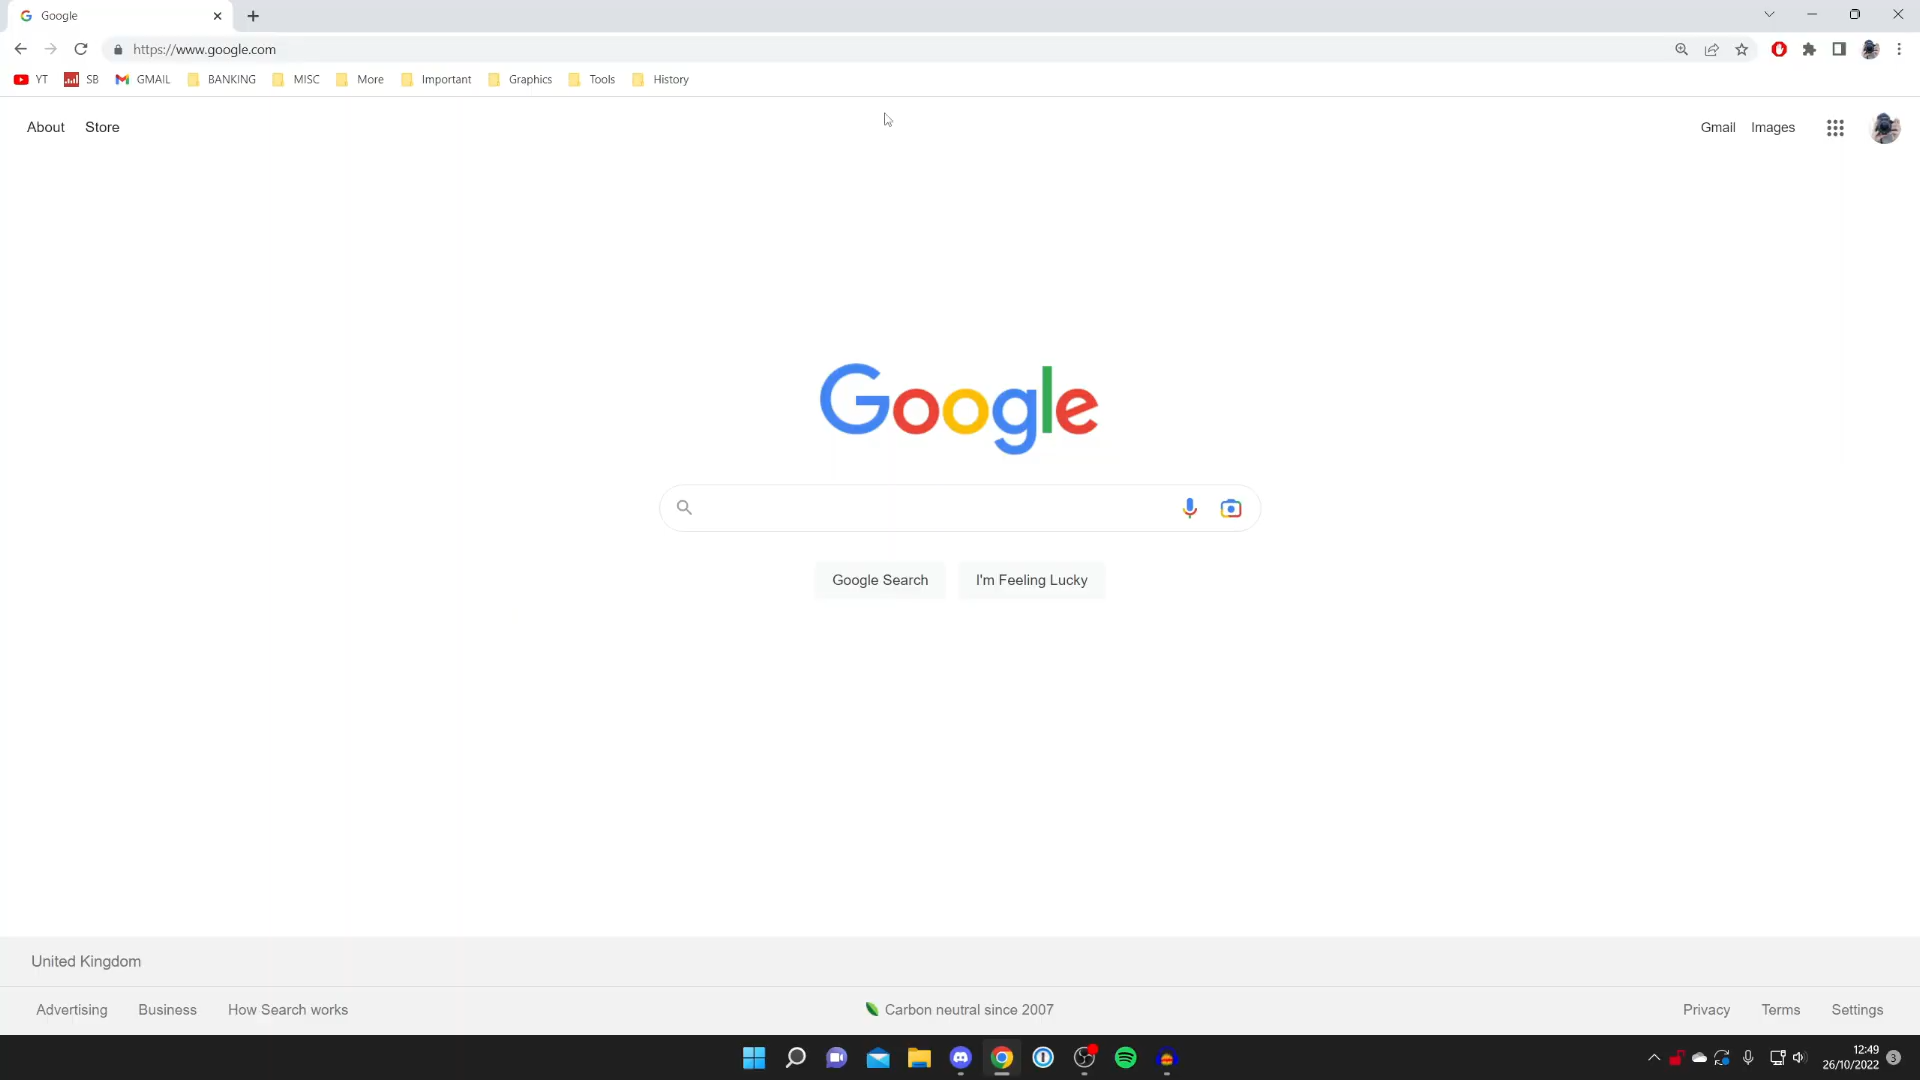 Google
https://www.google.com
YT SB GMAIL BANKING MISC More Important Graphics Tools History
About Store Gmail Images
Google
Google Search I'm Feeling Lucky
United Kingdom
Advertising Business How Search works Carbon neutral since 2007 Privacy Terms Settings
12:49
26/10/2022 3